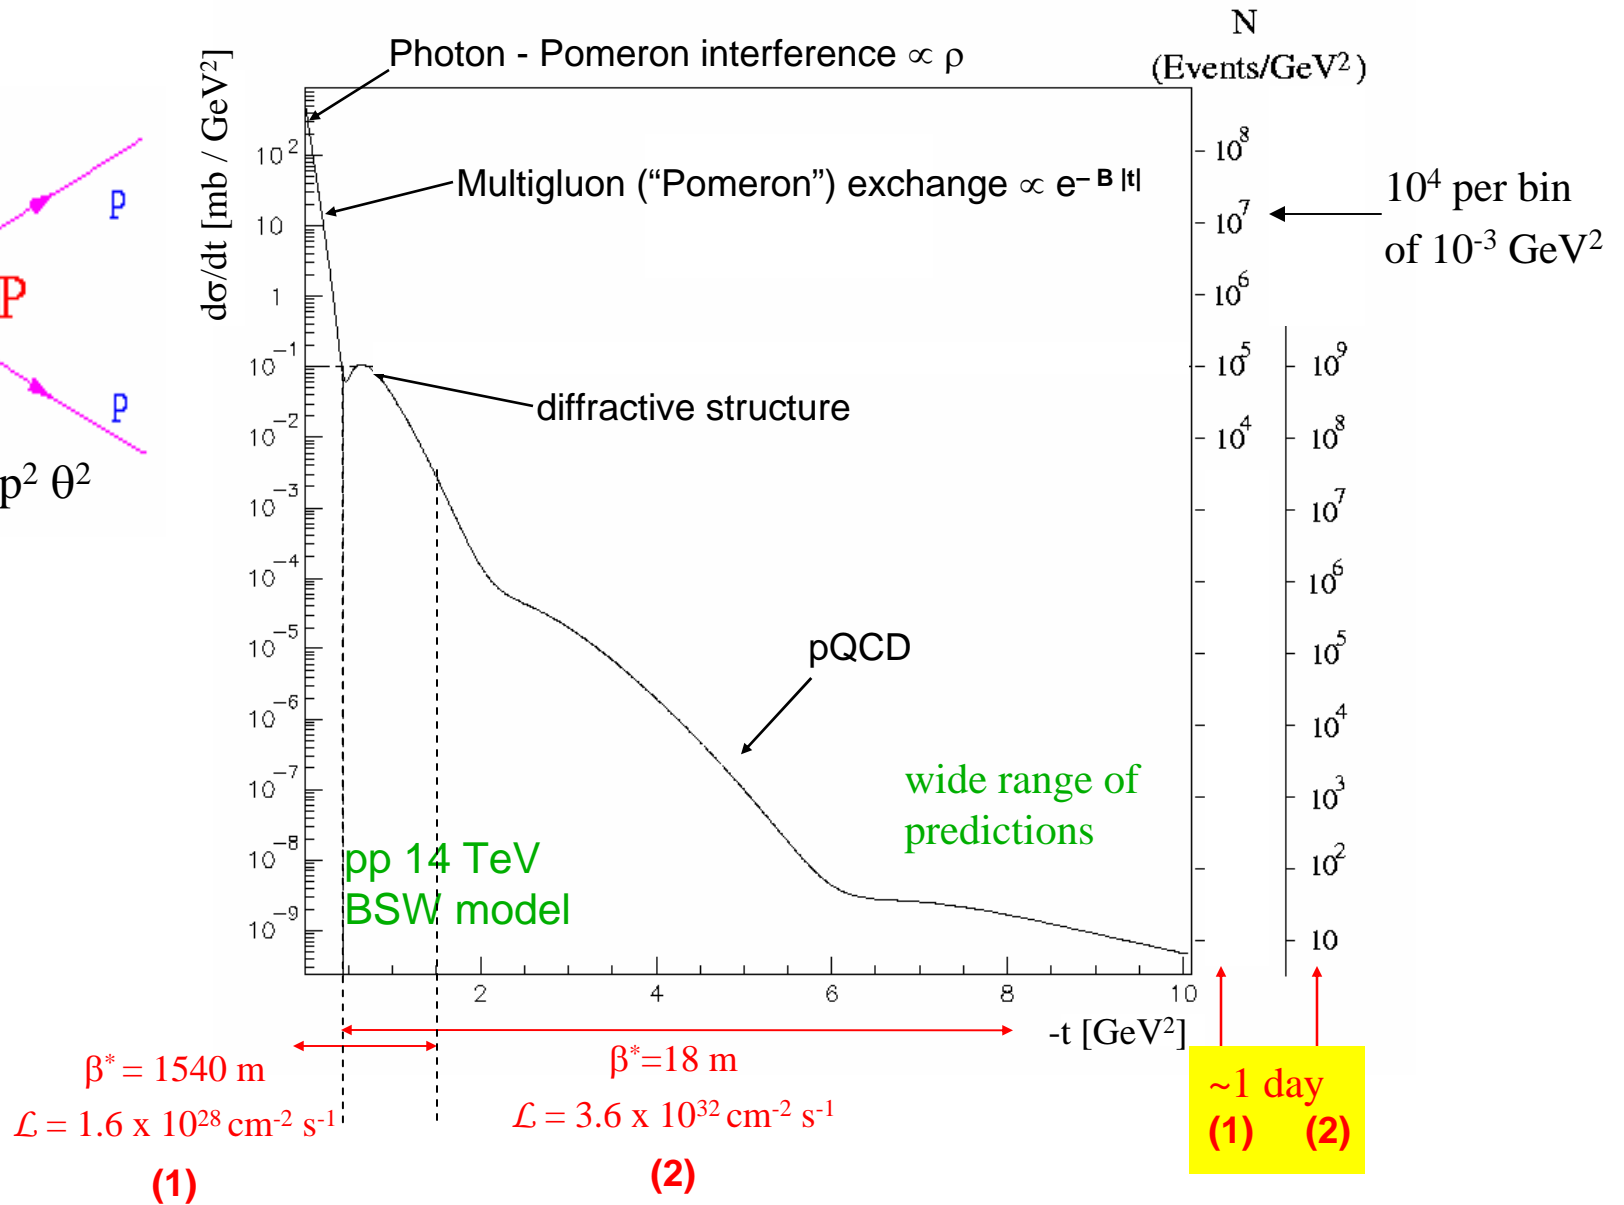 N
(Events/GeV²)
Photon - Pomeron interference ∝ ρ
dσ/dt [mb / GeV²]
Multigluon (“Pomeron”) exchange ∝ e^– B |t|
10⁴ per bin
of 10⁻³ GeV²
p
P
p
p² θ²
diffractive structure
pQCD
wide range of
predictions
pp 14 TeV
BSW model
10²
10
1
10⁻¹
10⁻²
10⁻³
10⁻⁴
10⁻⁵
10⁻⁶
10⁻⁷
10⁻⁸
10⁻⁹
10⁸
10⁷
10⁶
10⁵
10⁴
10⁹
10⁸
10⁷
10⁶
10⁵
10⁴
10³
10²
10
2 4 6 8 10
-t [GeV²]
β* = 1540 m
ℒ = 1.6 x 10²⁸ cm⁻² s⁻¹
(1)
β*=18 m
ℒ = 3.6 x 10³² cm⁻² s⁻¹
(2)
~1 day
(1) (2)